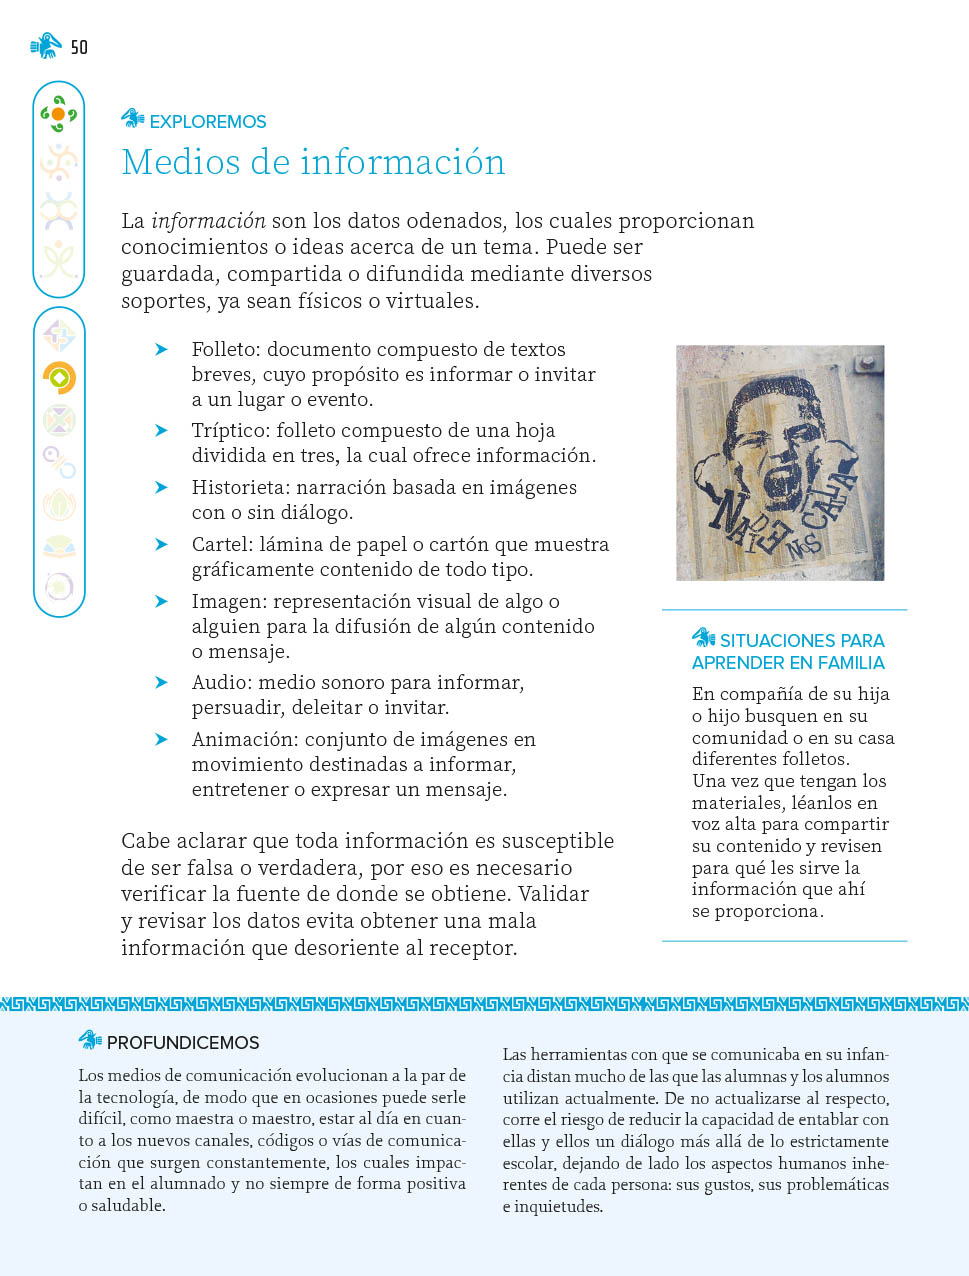 50
EXPLOREMOS
Medios de información
La información son los datos odenados, los cuales proporcionan
conocimientos o ideas acerca de un tema. Puede ser
guardada, compartida o difundida mediante diversos
soportes, ya sean físicos o virtuales.
Folleto: documento compuesto de textos
breves, cuyo propósito es informar o invitar
a un lugar o evento.
Tríptico: folleto compuesto de una hoja
dividida en tres, la cual ofrece información.
Historieta: narración basada en imágenes
con o sin diálogo.
Cartel: lámina de papel o cartón que muestra
gráficamente contenido de todo tipo.
Imagen: representación visual de algo o
alguien para la difusión de algún contenido
o mensaje.
Audio: medio sonoro para informar,
persuadir, deleitar o invitar.
Animación: conjunto de imágenes en
movimiento destinadas a informar,
entretener o expresar un mensaje.
Cabe aclarar que toda información es susceptible
de ser falsa o verdadera, por eso es necesario
verificar la fuente de donde se obtiene. Validar
y revisar los datos evita obtener una mala
información que desoriente al receptor.
NADIE
NOS
CALLA
SITUACIONES PARA
APRENDER EN FAMILIA
En compañía de su hija
o hijo busquen en su
comunidad o en su casa
diferentes folletos.
Una vez que tengan los
materiales, léanlos en
voz alta para compartir
su contenido y revisen
para qué les sirve la
información que ahí
se proporciona.
PROFUNDICEMOS
Los medios de comunicación evolucionan a la par de
la tecnología, de modo que en ocasiones puede serle
difícil, como maestra o maestro, estar al día en cuan-
to a los nuevos canales, códigos o vías de comunica-
ción que surgen constantemente, los cuales impac-
tan en el alumnado y no siempre de forma positiva
o saludable.
Las herramientas con que se comunicaba en su infan-
cia distan mucho de las que las alumnas y los alumnos
utilizan actualmente. De no actualizarse al respecto,
corre el riesgo de reducir la capacidad de entablar con
ellas y ellos un diálogo más allá de lo estrictamente
escolar, dejando de lado los aspectos humanos inhe-
rentes de cada persona: sus gustos, sus problemáticas
e inquietudes.